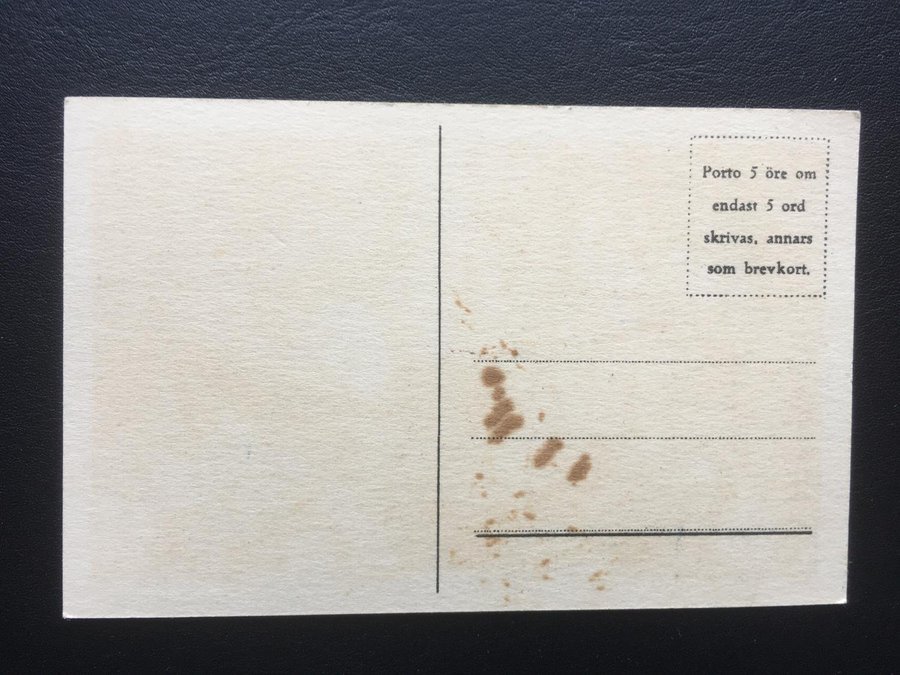 Porto 5 öre om
endast 5 ord
skrivas, annars
som brevkort.